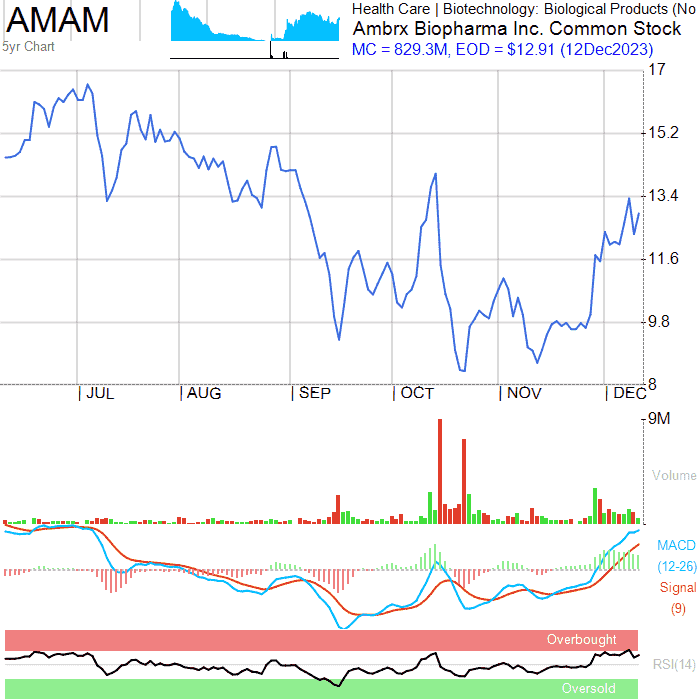 AMAM
5yr Chart
Health Care | Biotechnology: Biological Products (No
Ambrx Biopharma Inc. Common Stock
MC = 829.3M, EOD = $12.91 (12Dec2023)
17
15.2
13.4
11.6
9.8
8
| JUL | AUG | SEP | OCT | NOV | DEC
9M
Volume
MACD
(12-26)
Signal
(9)
Overbought
RSI(14)
Oversold